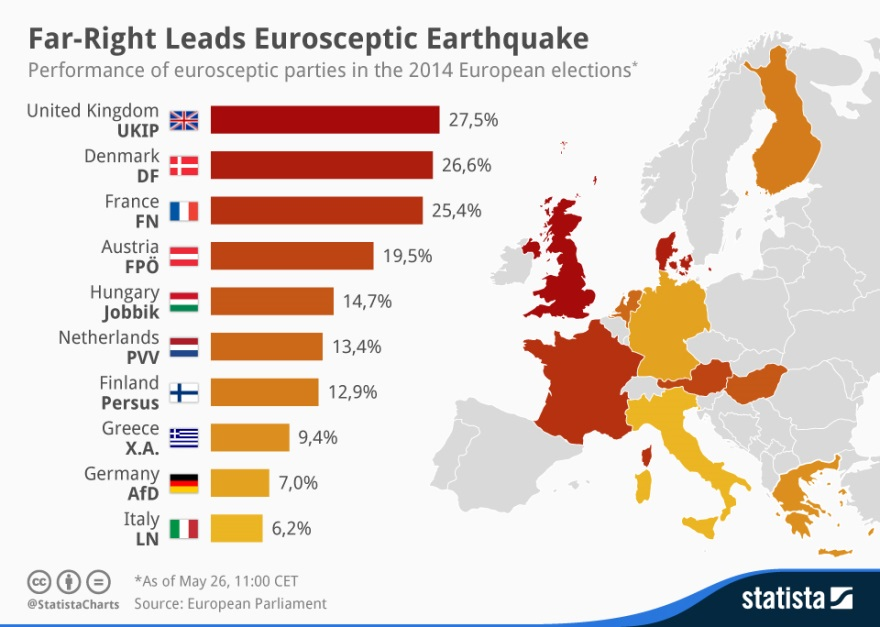 Far-Right Leads Eurosceptic Earthquake
Performance of eurosceptic parties in the 2014 European elections*
United Kingdom
UKIP
27,5%
Denmark
DF
26,6%
France
FN
25,4%
Austria
FPÖ
19,5%
Hungary
Jobbik
14,7%
Netherlands
PVV
13,4%
Finland
Persus
12,9%
Greece
X.A.
9,4%
Germany
AfD
7,0%
Italy
LN
6,2%
cc
@StatistaCharts
*As of May 26, 11:00 CET
Source: European Parliament
statista